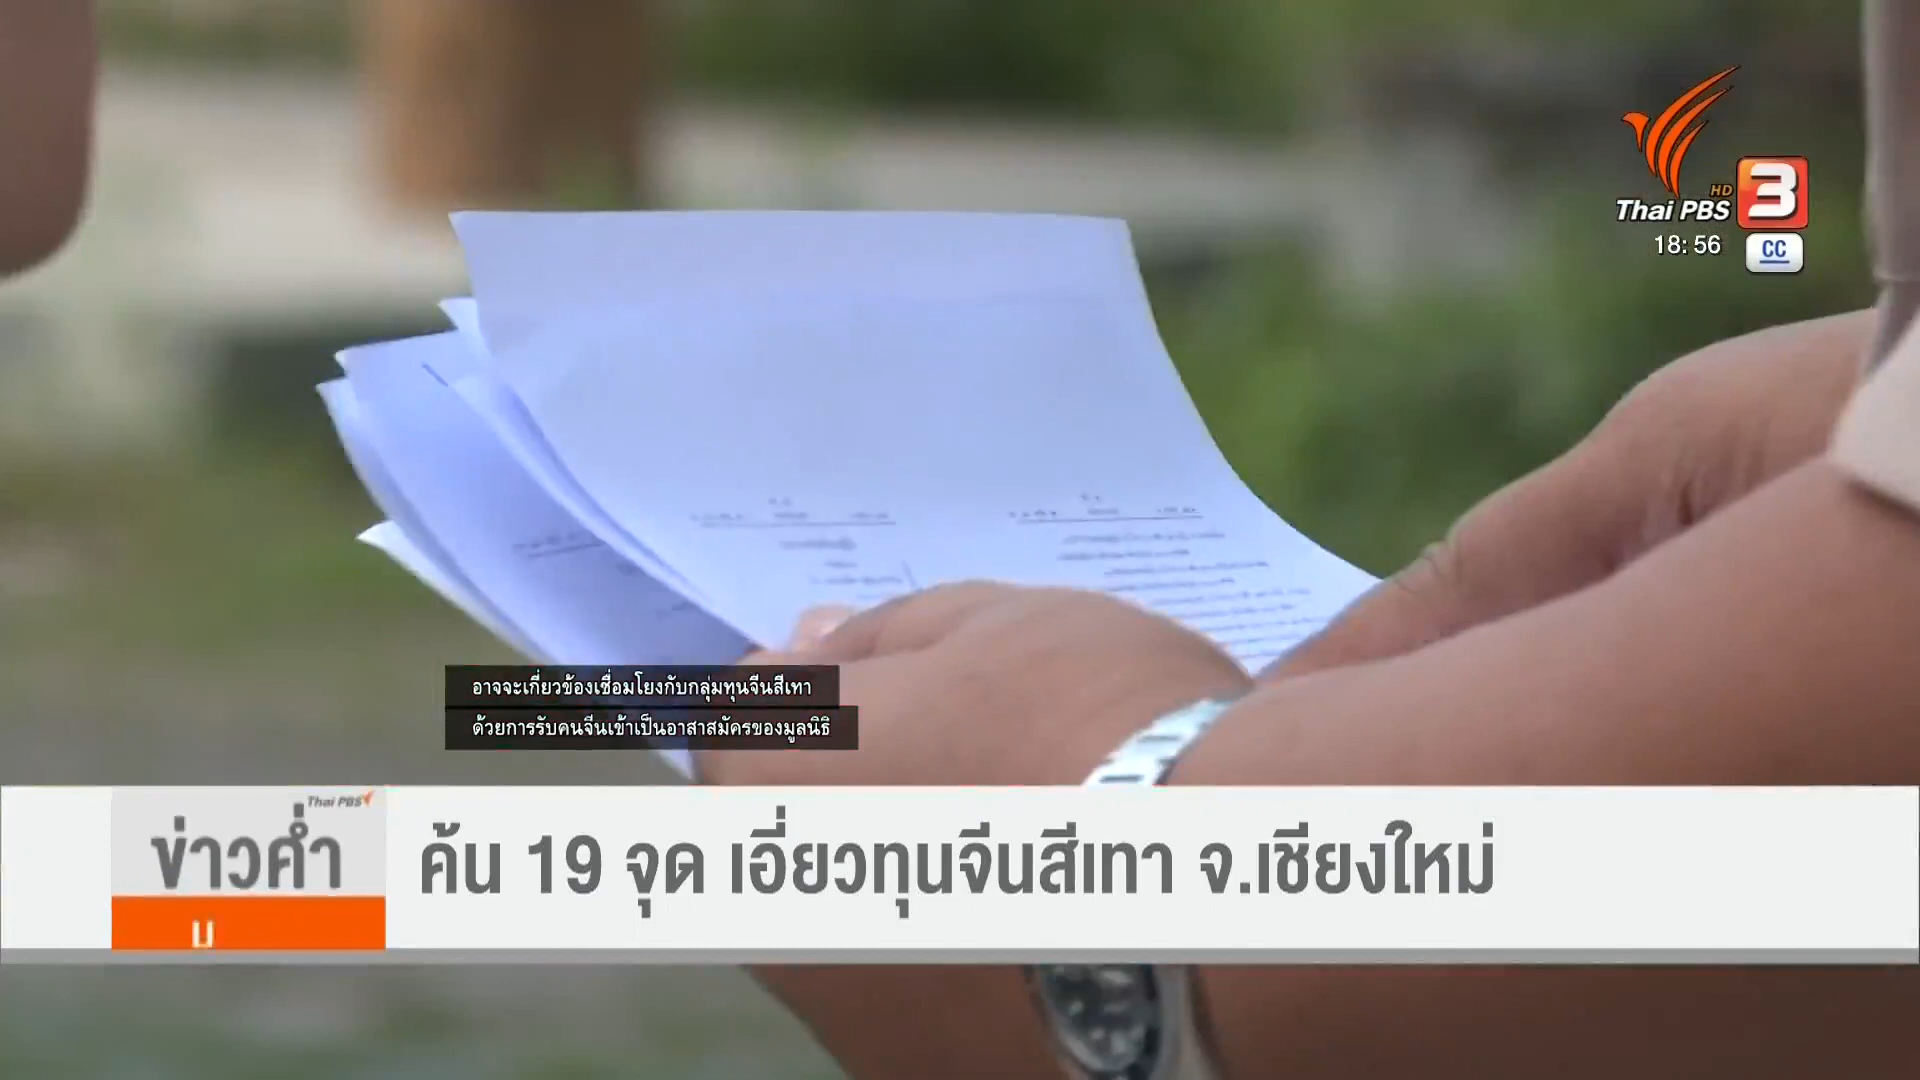 HD
Thai PBS
3
18:56
CC
อาจจะเกี่ยวข้องเชื่อมโยงกับกลุ่มทุนจีนสีเทา
ด้วยการรับคนจีนเข้าเป็นอาสาสมัครของมูลนิธิ
Thai PBS
ข่าวค่ำ
ค้น 19 จุด เอี่ยวทุนจีนสีเทา จ.เชียงใหม่